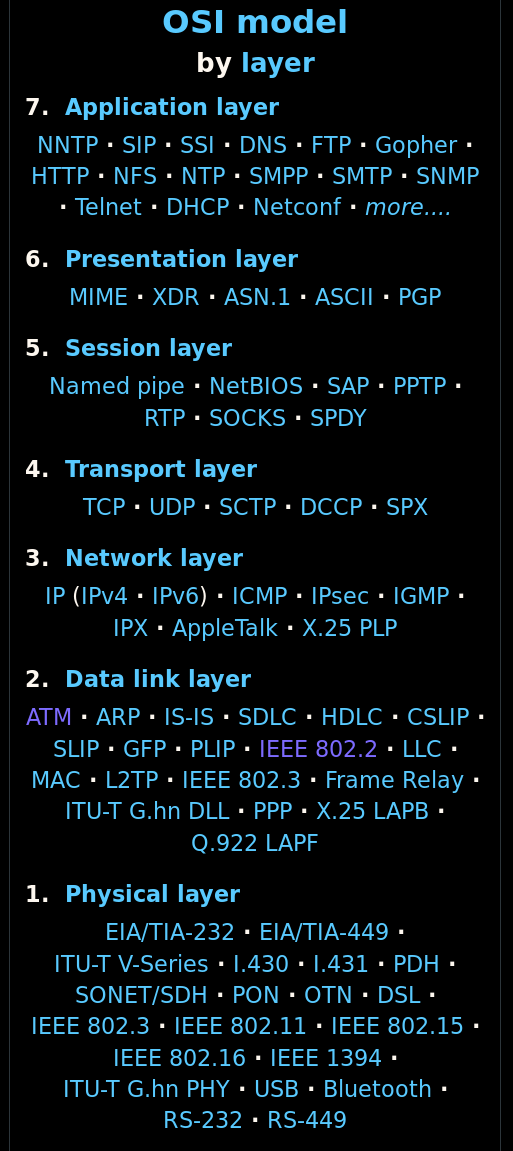 OSI model
by layer
7. Application layer
NNTP · SIP · SSI · DNS · FTP · Gopher ·
HTTP · NFS · NTP · SMPP · SMTP · SNMP
· Telnet · DHCP · Netconf · more....
6. Presentation layer
MIME · XDR · ASN.1 · ASCII · PGP
5. Session layer
Named pipe · NetBIOS · SAP · PPTP ·
RTP · SOCKS · SPDY
4. Transport layer
TCP · UDP · SCTP · DCCP · SPX
3. Network layer
IP (IPv4 · IPv6) · ICMP · IPsec · IGMP ·
IPX · AppleTalk · X.25 PLP
2. Data link layer
ATM · ARP · IS-IS · SDLC · HDLC · CSLIP ·
SLIP · GFP · PLIP · IEEE 802.2 · LLC ·
MAC · L2TP · IEEE 802.3 · Frame Relay ·
ITU-T G.hn DLL · PPP · X.25 LAPB ·
Q.922 LAPF
1. Physical layer
EIA/TIA-232 · EIA/TIA-449 ·
ITU-T V-Series · I.430 · I.431 · PDH ·
SONET/SDH · PON · OTN · DSL ·
IEEE 802.3 · IEEE 802.11 · IEEE 802.15 ·
IEEE 802.16 · IEEE 1394 ·
ITU-T G.hn PHY · USB · Bluetooth ·
RS-232 · RS-449